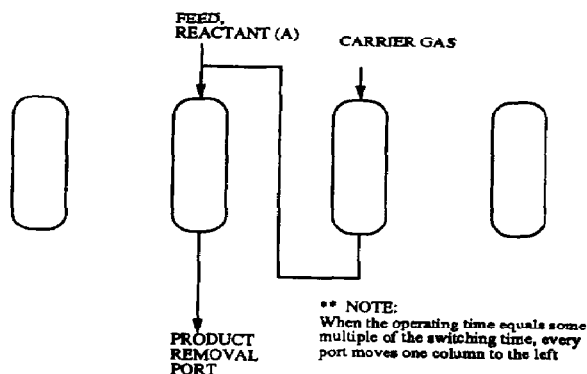 FEED,
REACTANT (A)
CARRIER GAS
** NOTE:
When the operating time equals some
multiple of the switching time, every
port moves one column to the left
PRODUCT
REMOVAL
PORT